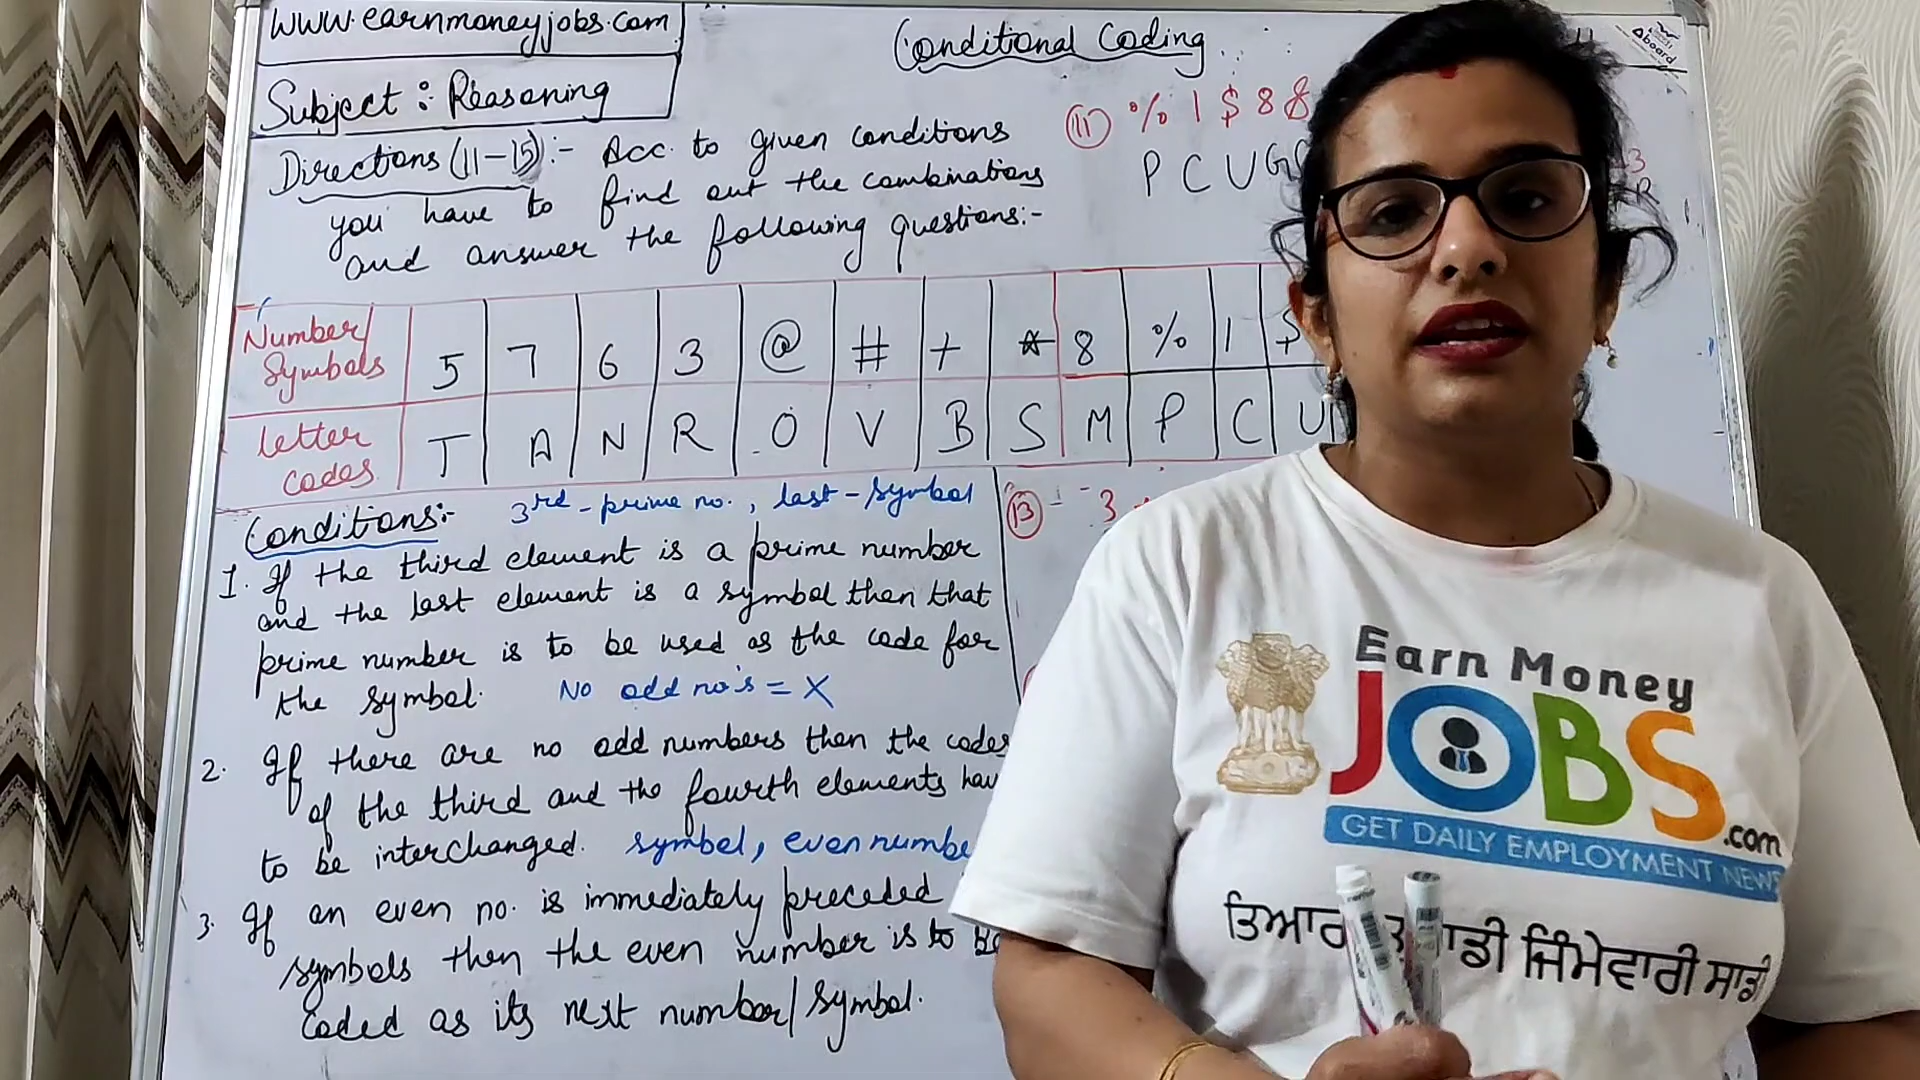 www.earnmoneyjobs.com
Conditional Coding
Subject : Reasoning
Directions (11-15):- Acc. to given conditions
you have to find out the combinations
and answer the following questions:-
(11) % 1 $ 8 8
P C U G
Number/ Symbols 5 7 6 3 @ # + * 8 % 1 $
Letter codes T A N R O V B S M P C U
Conditions:- 3rd - prime no., last - symbol
(13) 3
1. If the third element is a prime number
and the last element is a symbol then that
prime number is to be used as the code for
the symbol. No odd no's = X
2. If there are no odd numbers then the codes
of the third and the fourth elements hav
to be interchanged. symbol, even numbe
3. If an even no. is immediately preceded
symbols then the even number is to
coded as its next number/symbol.
Earn Money
JOBS.com
GET DAILY EMPLOYMENT NEWS
ਜਿੰਮੇਵਾਰੀ ਸਾਡੀ